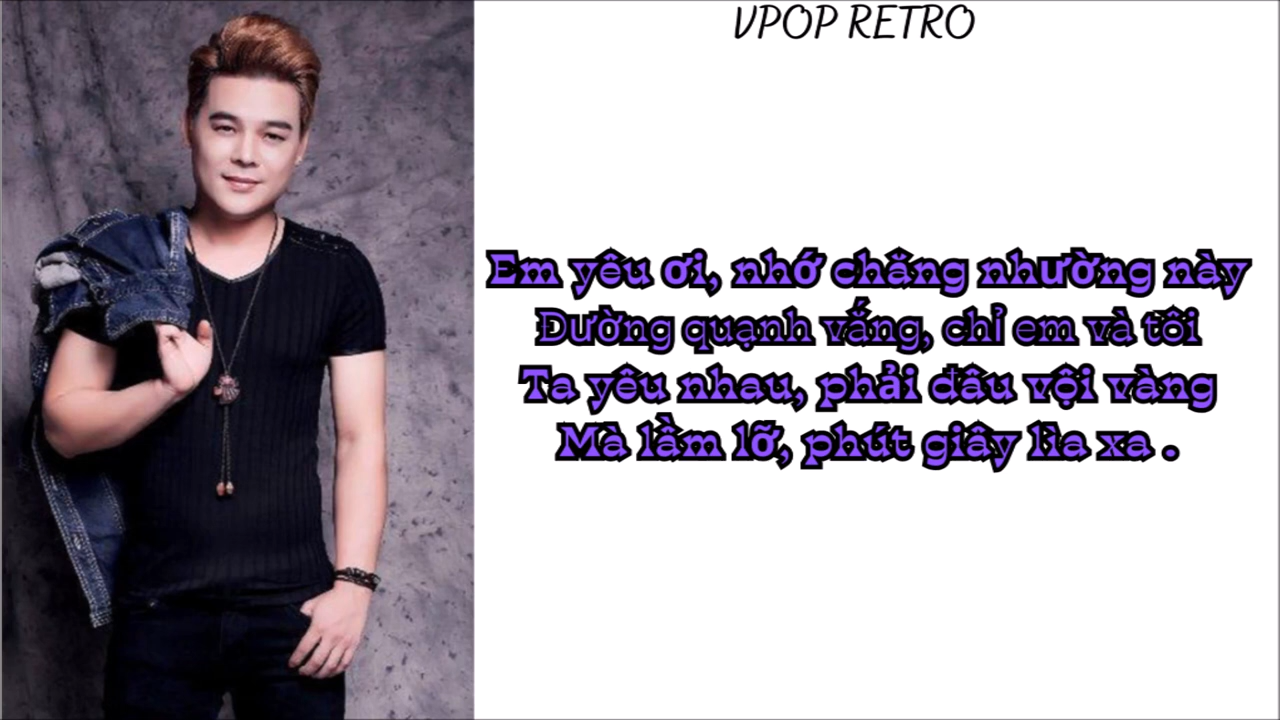 VPOP RETRO
Em yêu ơi, nhớ chăng nhường này
Đường quạnh vắng, chỉ em và tôi
Ta yêu nhau, phải đâu vội vàng
Mà lầm lỡ, phút giây lìa xa .